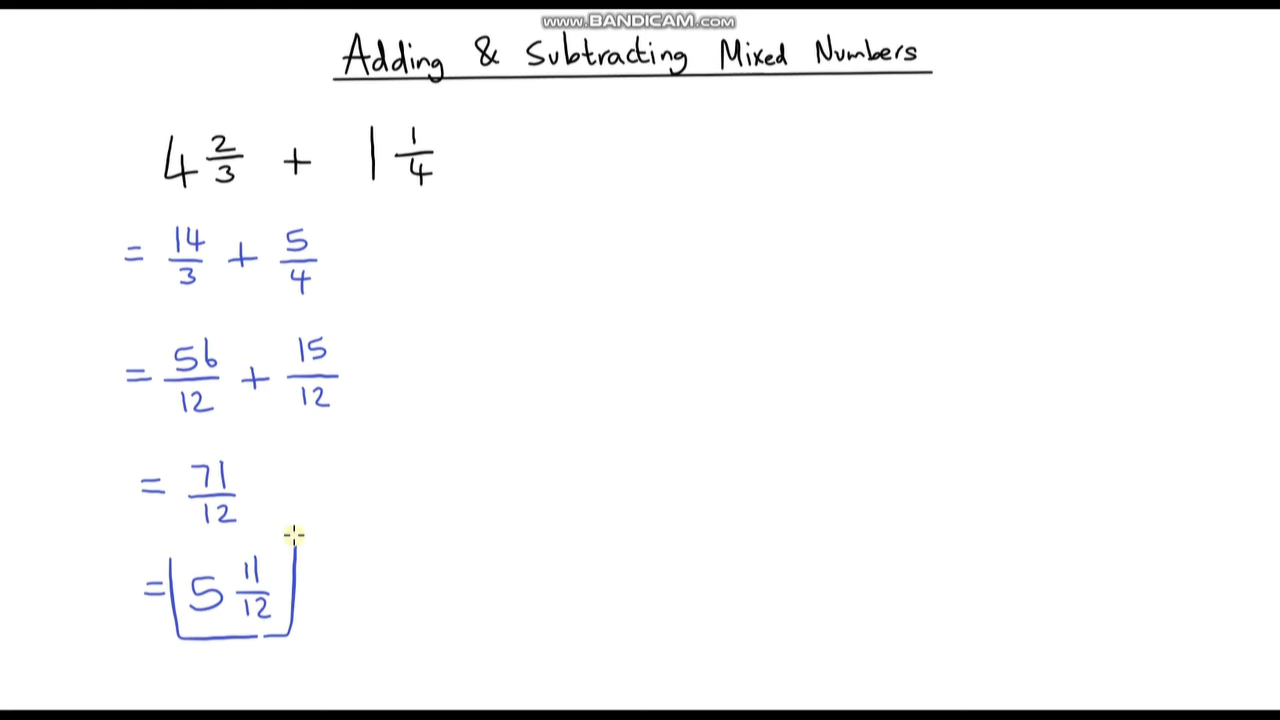 www.BANDICAM.com
Adding & Subtracting Mixed Numbers
4 2/3 + 1 1/4
= 14/3 + 5/4
= 56/12 + 15/12
= 71/12
= 5 11/12